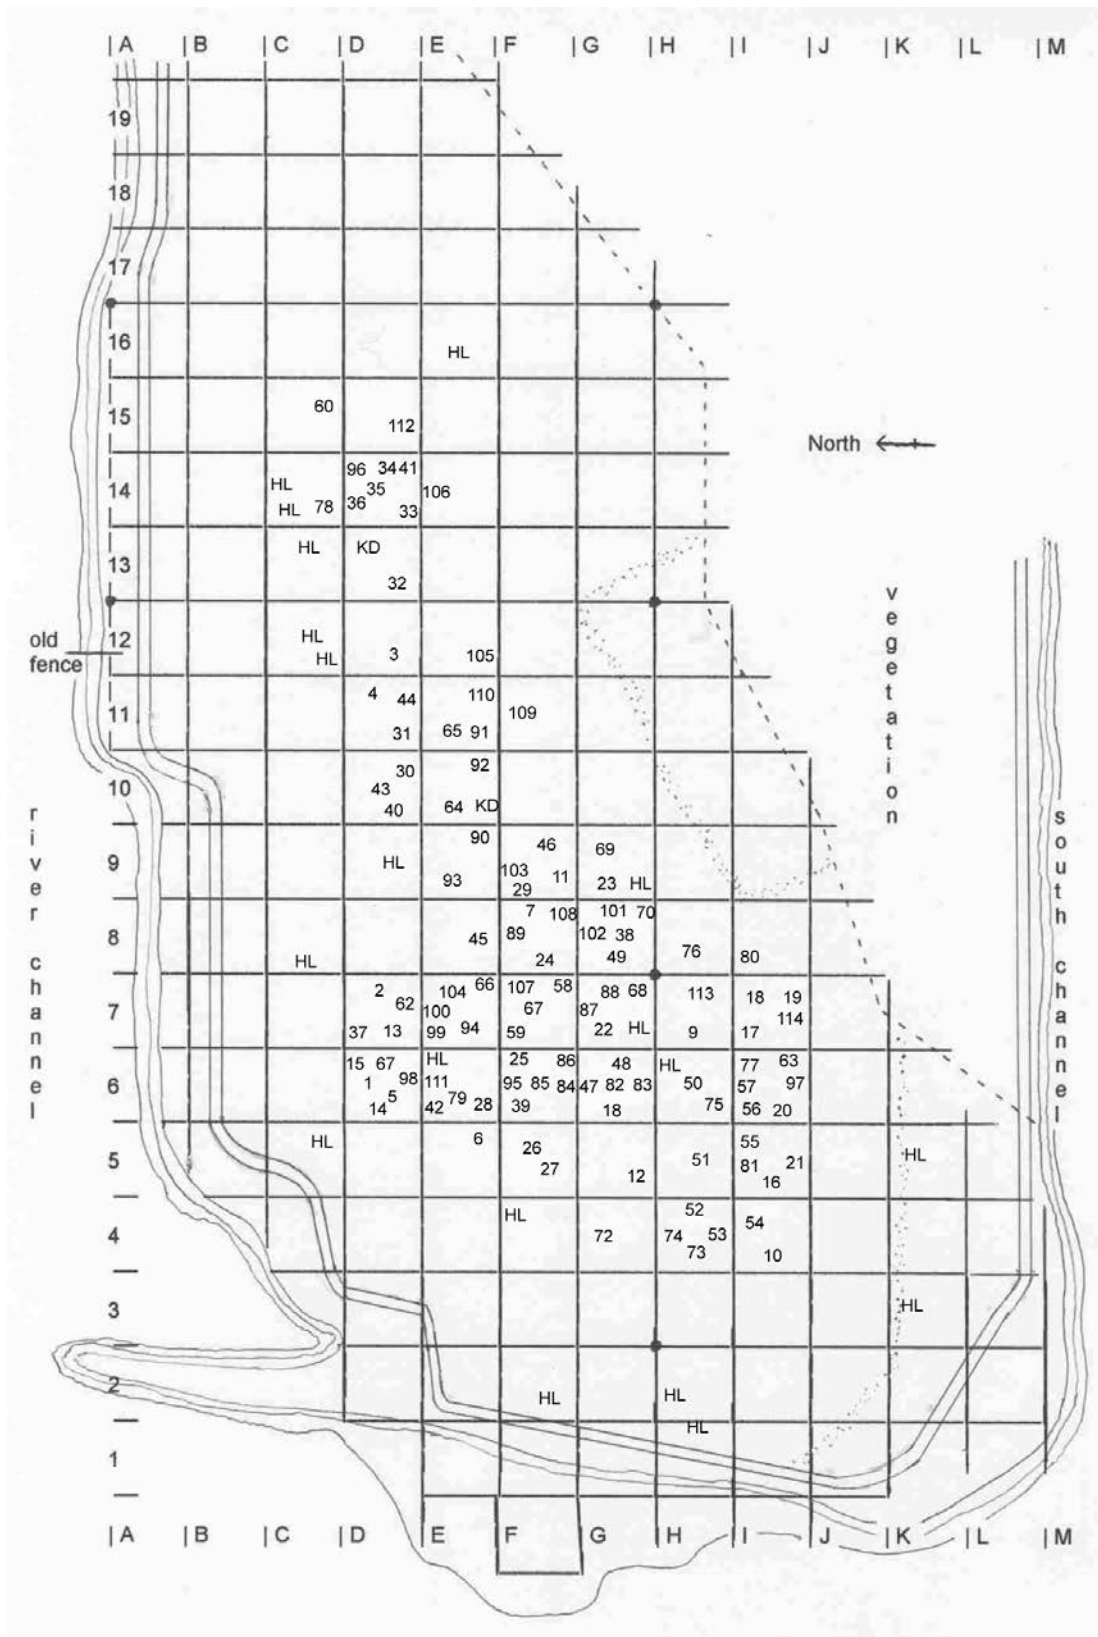 |A |B |C |D |E |F |G |H |I |J |K |L |M
19
18
17
16 HL
15 60 112
North
14 HL HL 78 96 34 41 35 36 33 106
13 HL KD 32
12 HL HL 3 105
old
fence
11 4 44 31 110 65 91 109
10 30 43 40 92 64 KD
9 HL 90 93 46 103 11 29 69 23 HL
8 HL 45 7 108 89 24 101 70 102 38 49 76 80
7 2 62 37 13 66 104 100 99 94 107 58 67 59 88 68 87 22 HL 113 9 18 19 114 17
6 15 67 1 98 5 14 HL 111 79 42 28 25 86 95 85 84 39 48 47 82 83 18 HL 50 75 77 63 57 97 56 20
5 HL 6 26 27 12 51 55 81 21 16 HL
4 HL 72 52 74 53 73 54 10
3 HL
2 HL HL HL
1
|A |B |C |D |E |F |G |H |I |J |K |L |M
river channel
vegetation
south channel